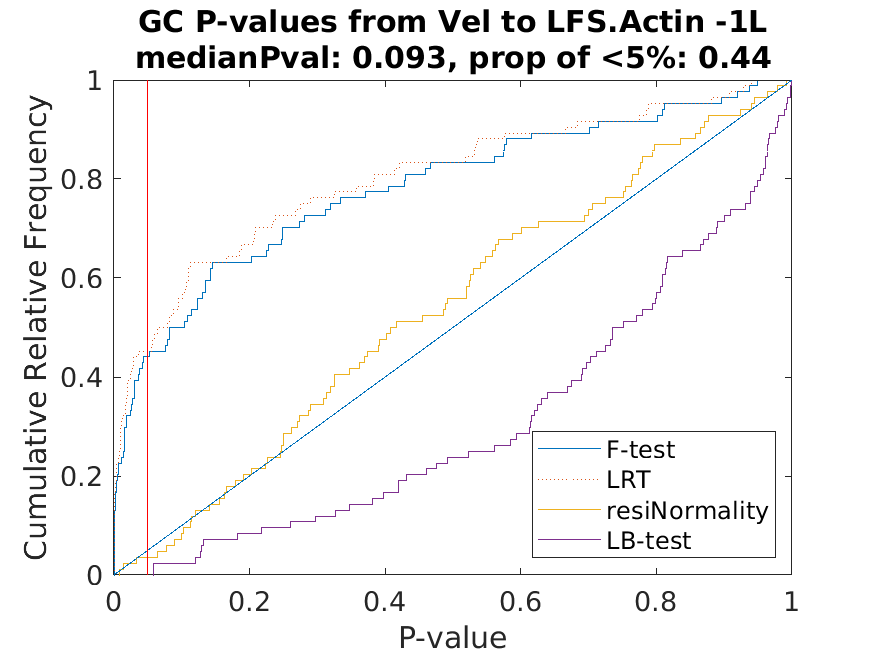 GC P-values from Vel to LFS.Actin -1L
medianPval: 0.093, prop of <5%: 0.44
1
0.8
0.6
0.4
0.2
0
Cumulative Relative Frequency
F-test
LRT
resiNormality
LB-test
0
0.2
0.4
0.6
0.8
1
P-value